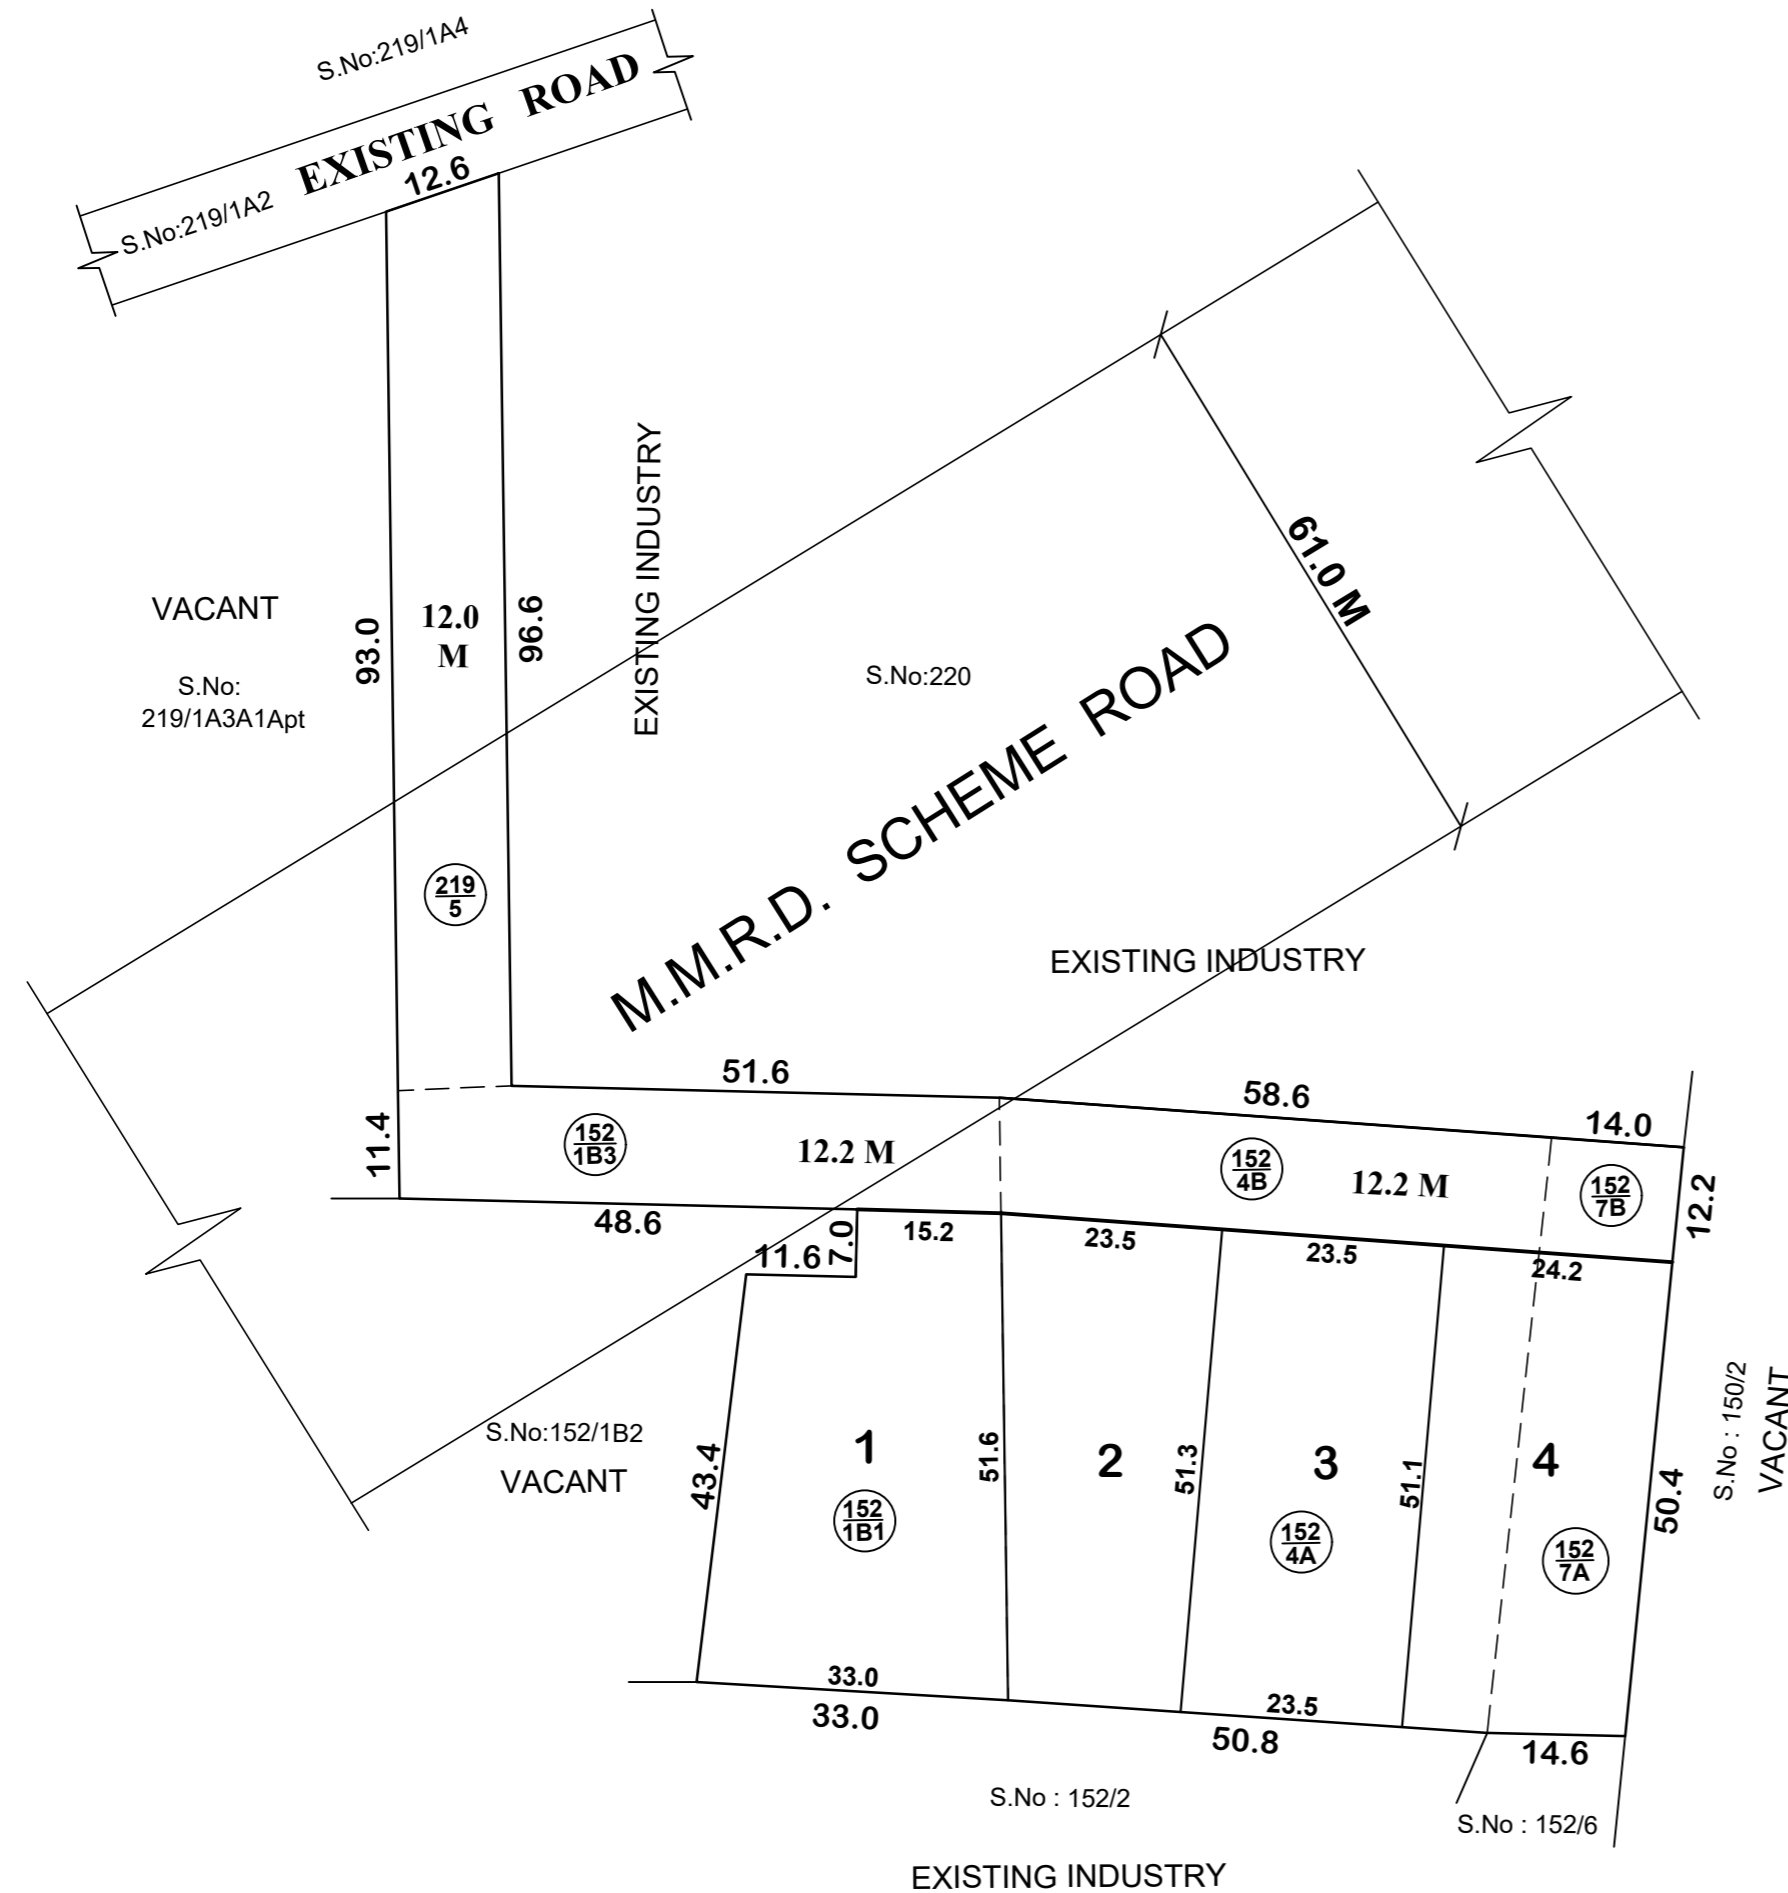 S.No:219/1A4
EXISTING ROAD
S.No:219/1A2
12.6
VACANT
S.No:
219/1A3A1Apt
93.0
12.0
M
96.6
EXISTING INDUSTRY
S.No:220
61.0 M
M.M.R.D. SCHEME ROAD
219
5
EXISTING INDUSTRY
51.6
58.6
14.0
11.4
152
1B3
12.2 M
152
4B
12.2 M
152
7B
12.2
48.6
11.6
7.0
15.2
23.5
23.5
24.2
S.No:152/1B2
VACANT
43.4
1
152
1B1
51.6
2
51.3
3
152
4A
51.1
4
152
7A
50.4
S.No : 150/2
VACANT
33.0
33.0
23.5
50.8
14.6
S.No : 152/2
S.No : 152/6
EXISTING INDUSTRY